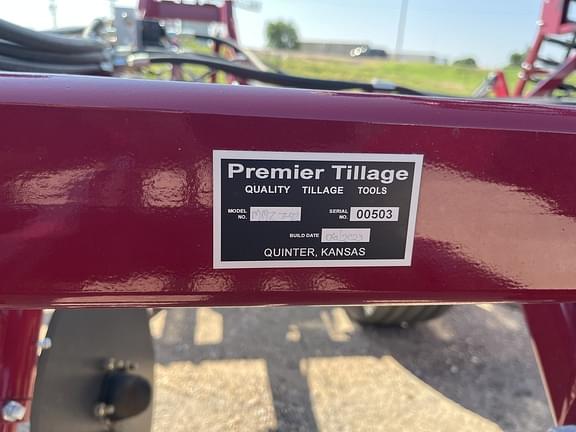 Premier Tillage
QUALITY TILLAGE TOOLS
MODEL NO. SERIAL NO. 00503
BUILD DATE
QUINTER, KANSAS